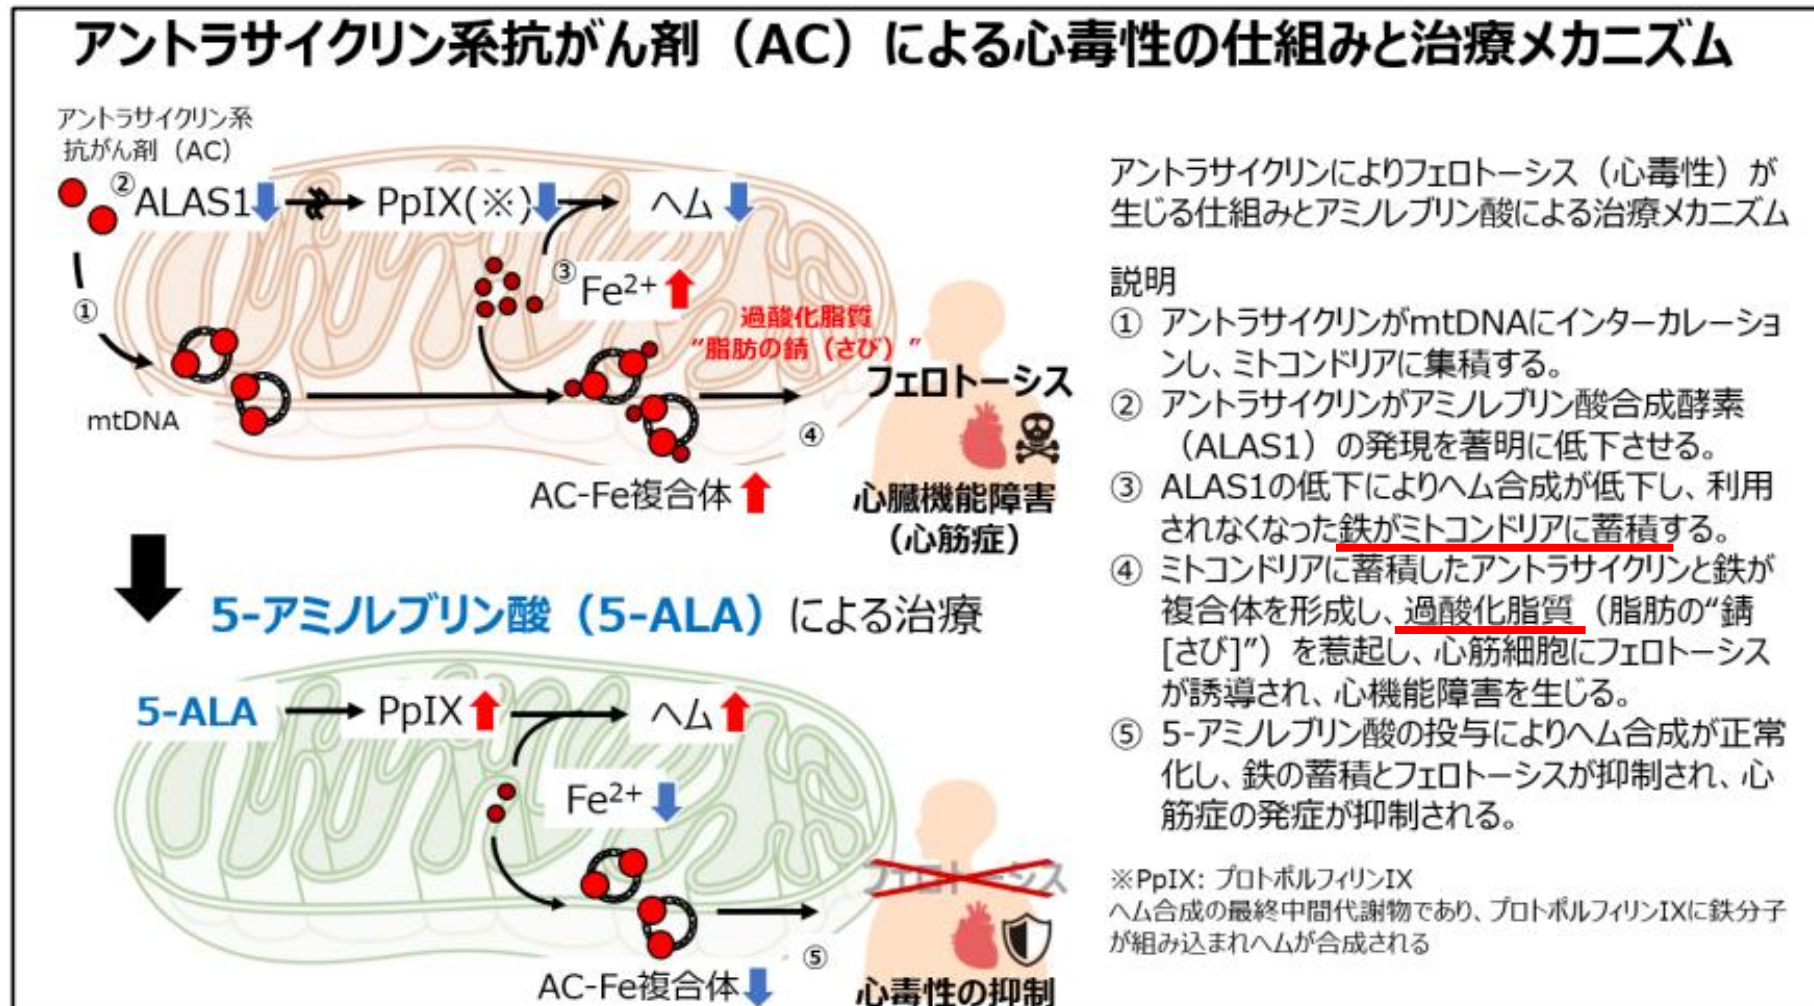 アントラサイクリン系抗がん剤（AC）による心毒性の仕組みと治療メカニズム
アントラサイクリン系
抗がん剤（AC）
②ALAS1
PpIX(※)
ヘム
①
③Fe²⁺
過酸化脂質
“脂肪の錆（さび）”
フェロトーシス
mtDNA
④
AC-Fe複合体
心臓機能障害
（心筋症）
5-アミノレブリン酸（5-ALA）による治療
5-ALA
PpIX
ヘム
Fe²⁺
フェロトーシス
⑤
AC-Fe複合体
心毒性の抑制
アントラサイクリンによりフェロトーシス（心毒性）が
生じる仕組みとアミノレブリン酸による治療メカニズム
説明
① アントラサイクリンがmtDNAにインターカレーショ
ンし、ミトコンドリアに集積する。
② アントラサイクリンがアミノレブリン酸合成酵素
（ALAS1）の発現を著明に低下させる。
③ ALAS1の低下によりヘム合成が低下し、利用
されなくなった鉄がミトコンドリアに蓄積する。
④ ミトコンドリアに蓄積したアントラサイクリンと鉄が
複合体を形成し、過酸化脂質（脂肪の“錆
[さび]”）を惹起し、心筋細胞にフェロトーシス
が誘導され、心機能障害を生じる。
⑤ 5-アミノレブリン酸の投与によりヘム合成が正常
化し、鉄の蓄積とフェロトーシスが抑制され、心
筋症の発症が抑制される。
※PpIX: プロトポルフィリンIX
ヘム合成の最終中間代謝物であり、プロトポルフィリンIXに鉄分子
が組み込まれヘムが合成される